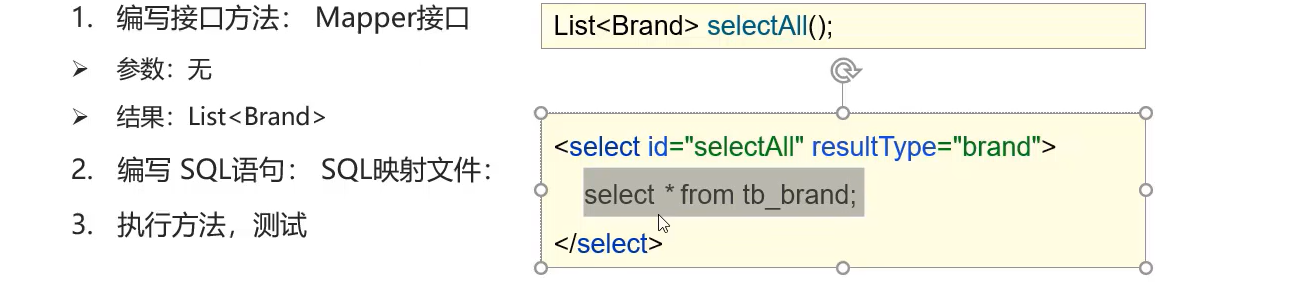 1. 编写接口方法： Mapper接口
➢ 参数：无
➢ 结果：List<Brand>
2. 编写 SQL语句： SQL映射文件：
3. 执行方法，测试
List<Brand> selectAll();
<select id="selectAll" resultType="brand">
select * from tb_brand;
</select>